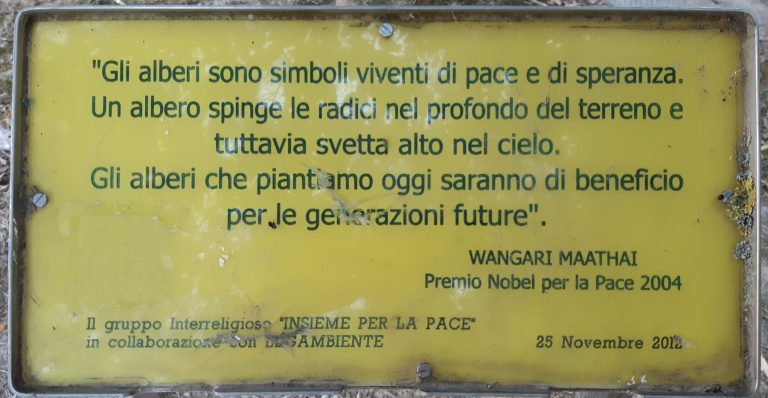 "Gli alberi sono simboli viventi di pace e di speranza.
Un albero spinge le radici nel profondo del terreno e
tuttavia svetta alto nel cielo.
Gli alberi che piantiamo oggi saranno di beneficio
per le generazioni future".
WANGARI MAATHAI
Premio Nobel per la Pace 2004
Il gruppo Interreligioso "INSIEME PER LA PACE"
in collaborazione con LEGAMBIENTE 25 Novembre 2012